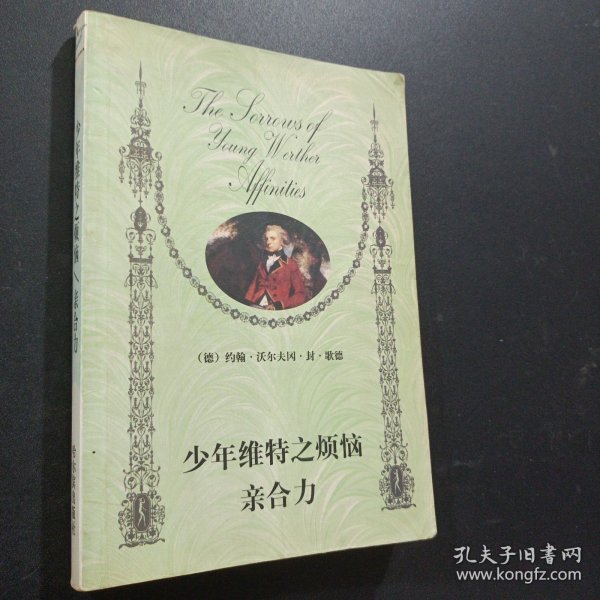 The Sorrows of
Young Werther
Affinities
（德）约翰·沃尔夫冈·封·歌德
少年维特之烦恼
亲合力
少年维特之烦恼／亲合力
孔夫子旧书网
www.kongfz.com